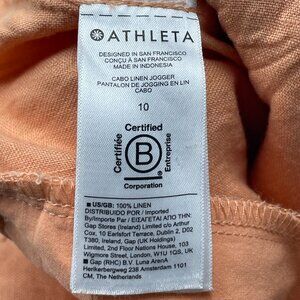 ATHLETA
DESIGNED IN SAN FRANCISCO
CONÇU À SAN FRANCISCO
MADE IN INDONESIA
CABO LINEN JOGGER
PANTALON DE JOGGING EN LIN
CABO
10
Certified
Certifiée
B
Entreprise
Corporation
■ US/GB: 100% LINEN
DISTRIBUIDO POR / Imported
By/Importe Par / Εισάγεται ΑΠΟ ΤΗΝ:
Gap Stores (Ireland) Limited c/o Arthur
Cox, 10 Earlsfort Terrace, Dublin 2, D02
T380, Ireland, Gap (UK Holdings)
Limited, 2nd Floor Nations House, 103
Wigmore Street, London, W1U 1QS, UK
■ Gap (RHC) B.V. Luna ArenA
Herikerbergweg 238 Amsterdam 1101
CM, The Netherlands